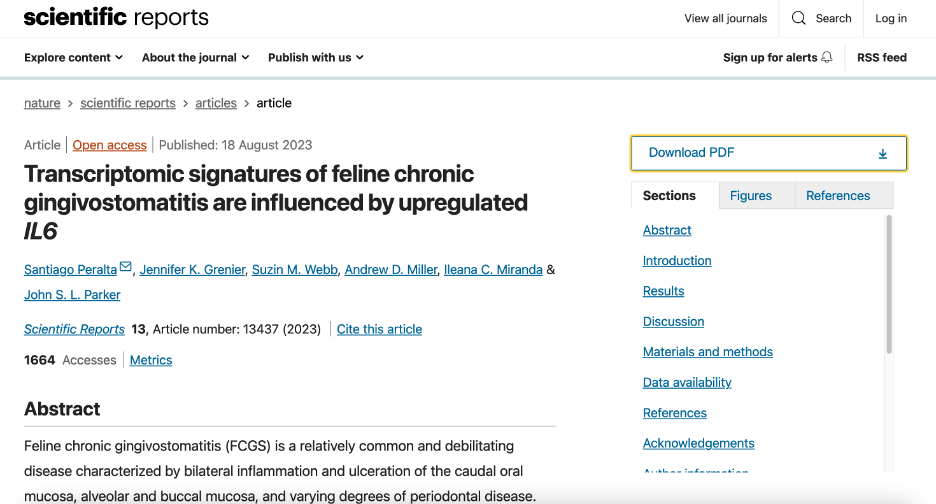 scientific reports
View all journals Search Log in
Explore content About the journal Publish with us Sign up for alerts RSS feed
nature > scientific reports > articles > article
Article Open access Published: 18 August 2023
Transcriptomic signatures of feline chronic
gingivostomatitis are influenced by upregulated
IL6
Santiago Peralta, Jennifer K. Grenier, Suzin M. Webb, Andrew D. Miller, Ileana C. Miranda &
John S. L. Parker
Scientific Reports 13, Article number: 13437 (2023) Cite this article
1664 Accesses Metrics
Abstract
Feline chronic gingivostomatitis (FCGS) is a relatively common and debilitating
disease characterized by bilateral inflammation and ulceration of the caudal oral
mucosa, alveolar and buccal mucosa, and varying degrees of periodontal disease.
Download PDF
Sections Figures References
Abstract
Introduction
Results
Discussion
Materials and methods
Data availability
References
Acknowledgements
Author information